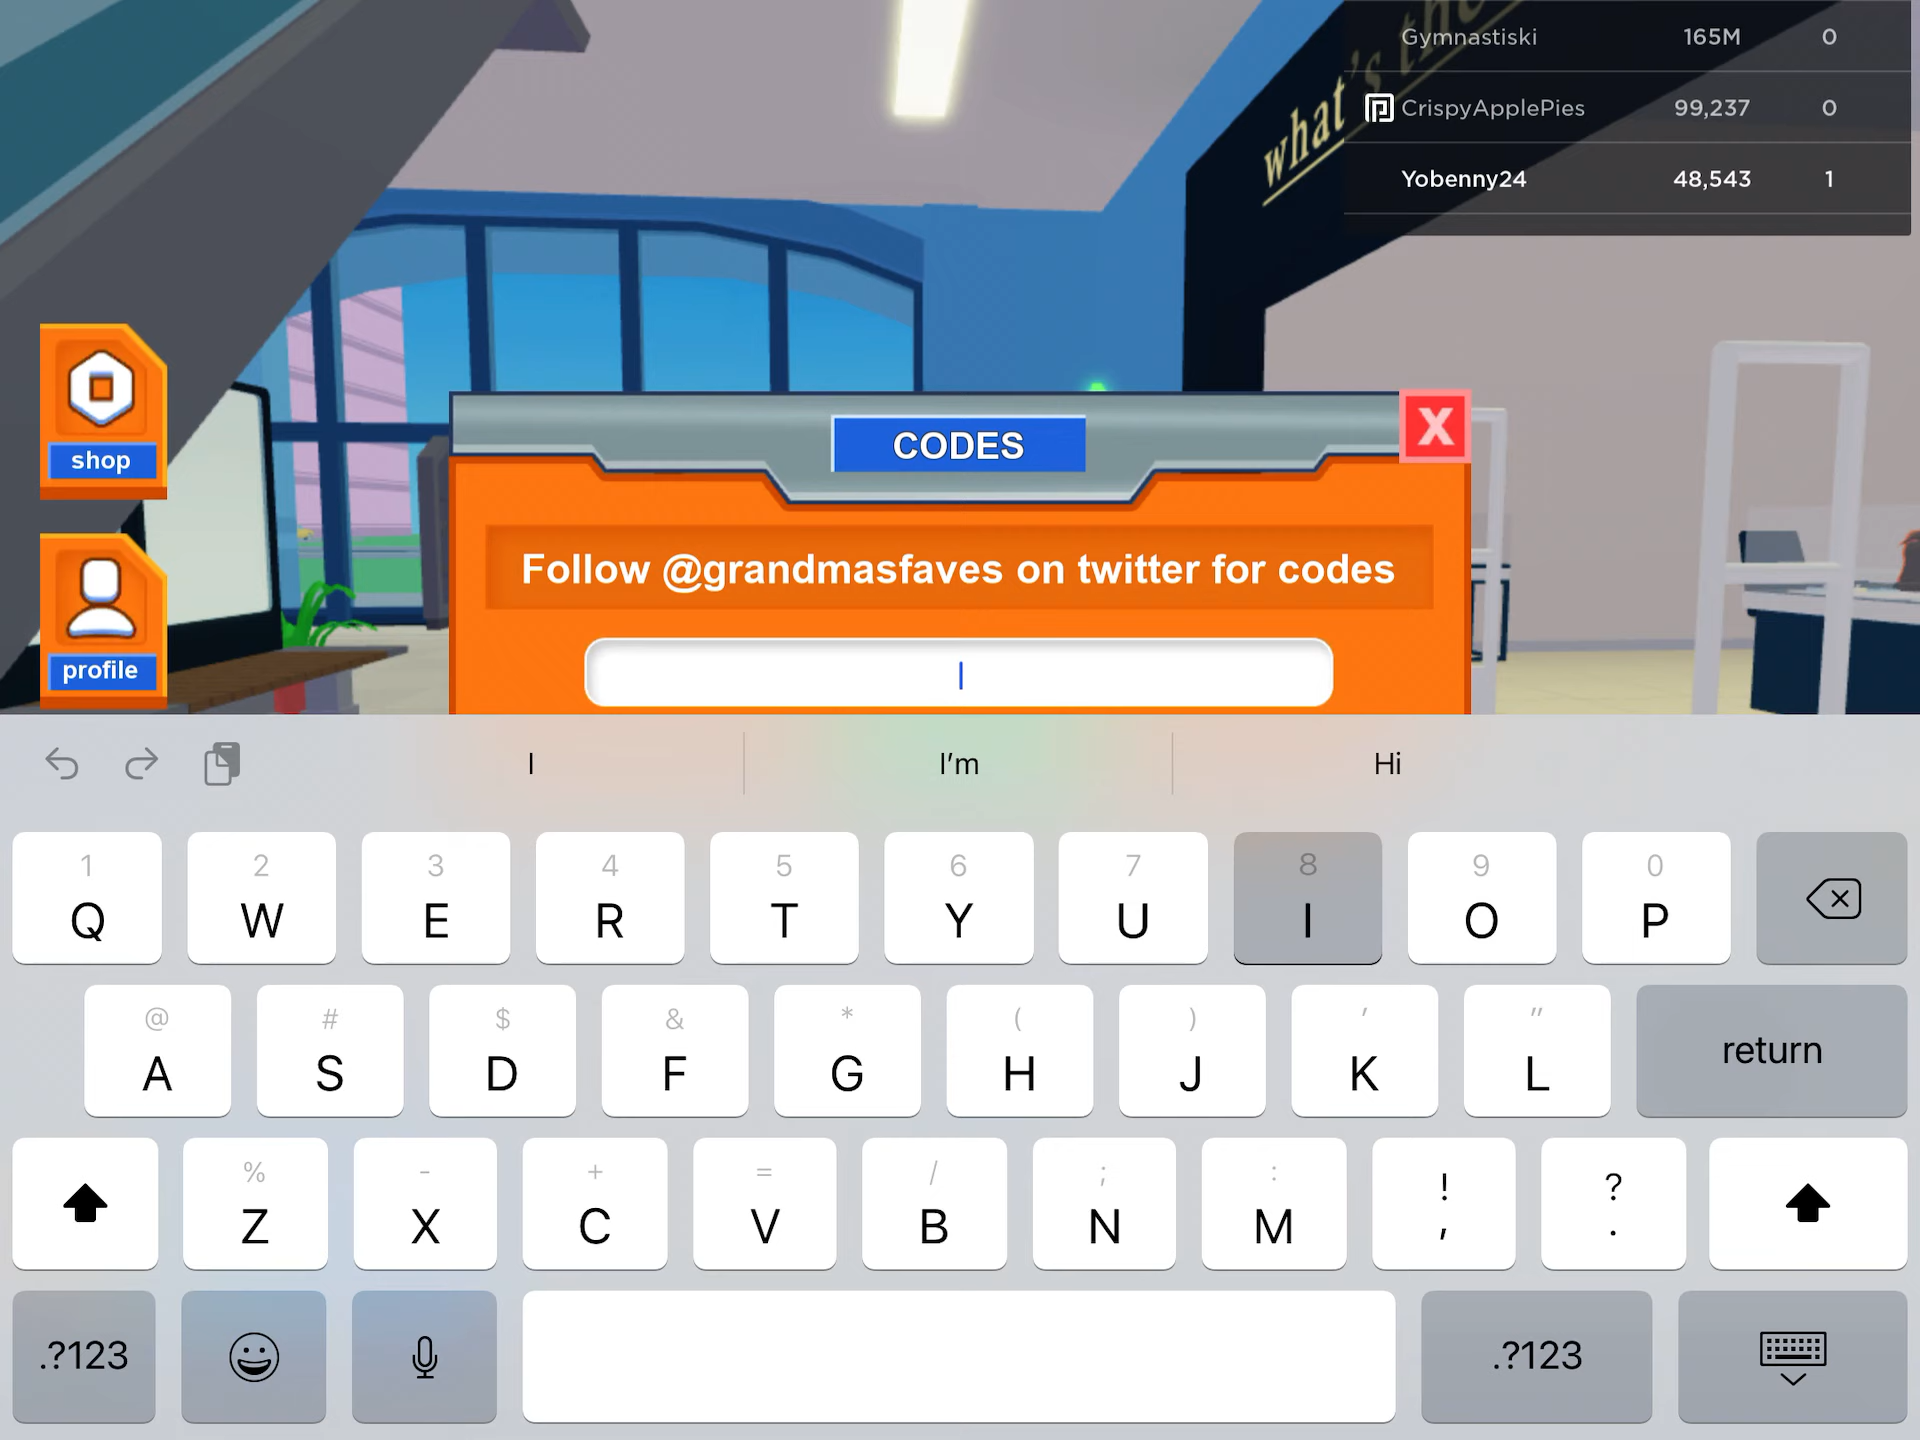 what's the
Gymnastiski 165M 0
CrispyApplePies 99,237 0
Yobenny24 48,543 1
shop
profile
CODES
X
Follow @grandmasfaves on twitter for codes
I I'm Hi
1 2 3 4 5 6 7 8 9 0
Q W E R T Y U I O P
@ # $ & * ( ) ' "
A S D F G H J K L return
% - + = / ; : ! ?
Z X C V B N M , .
.?123 .?123